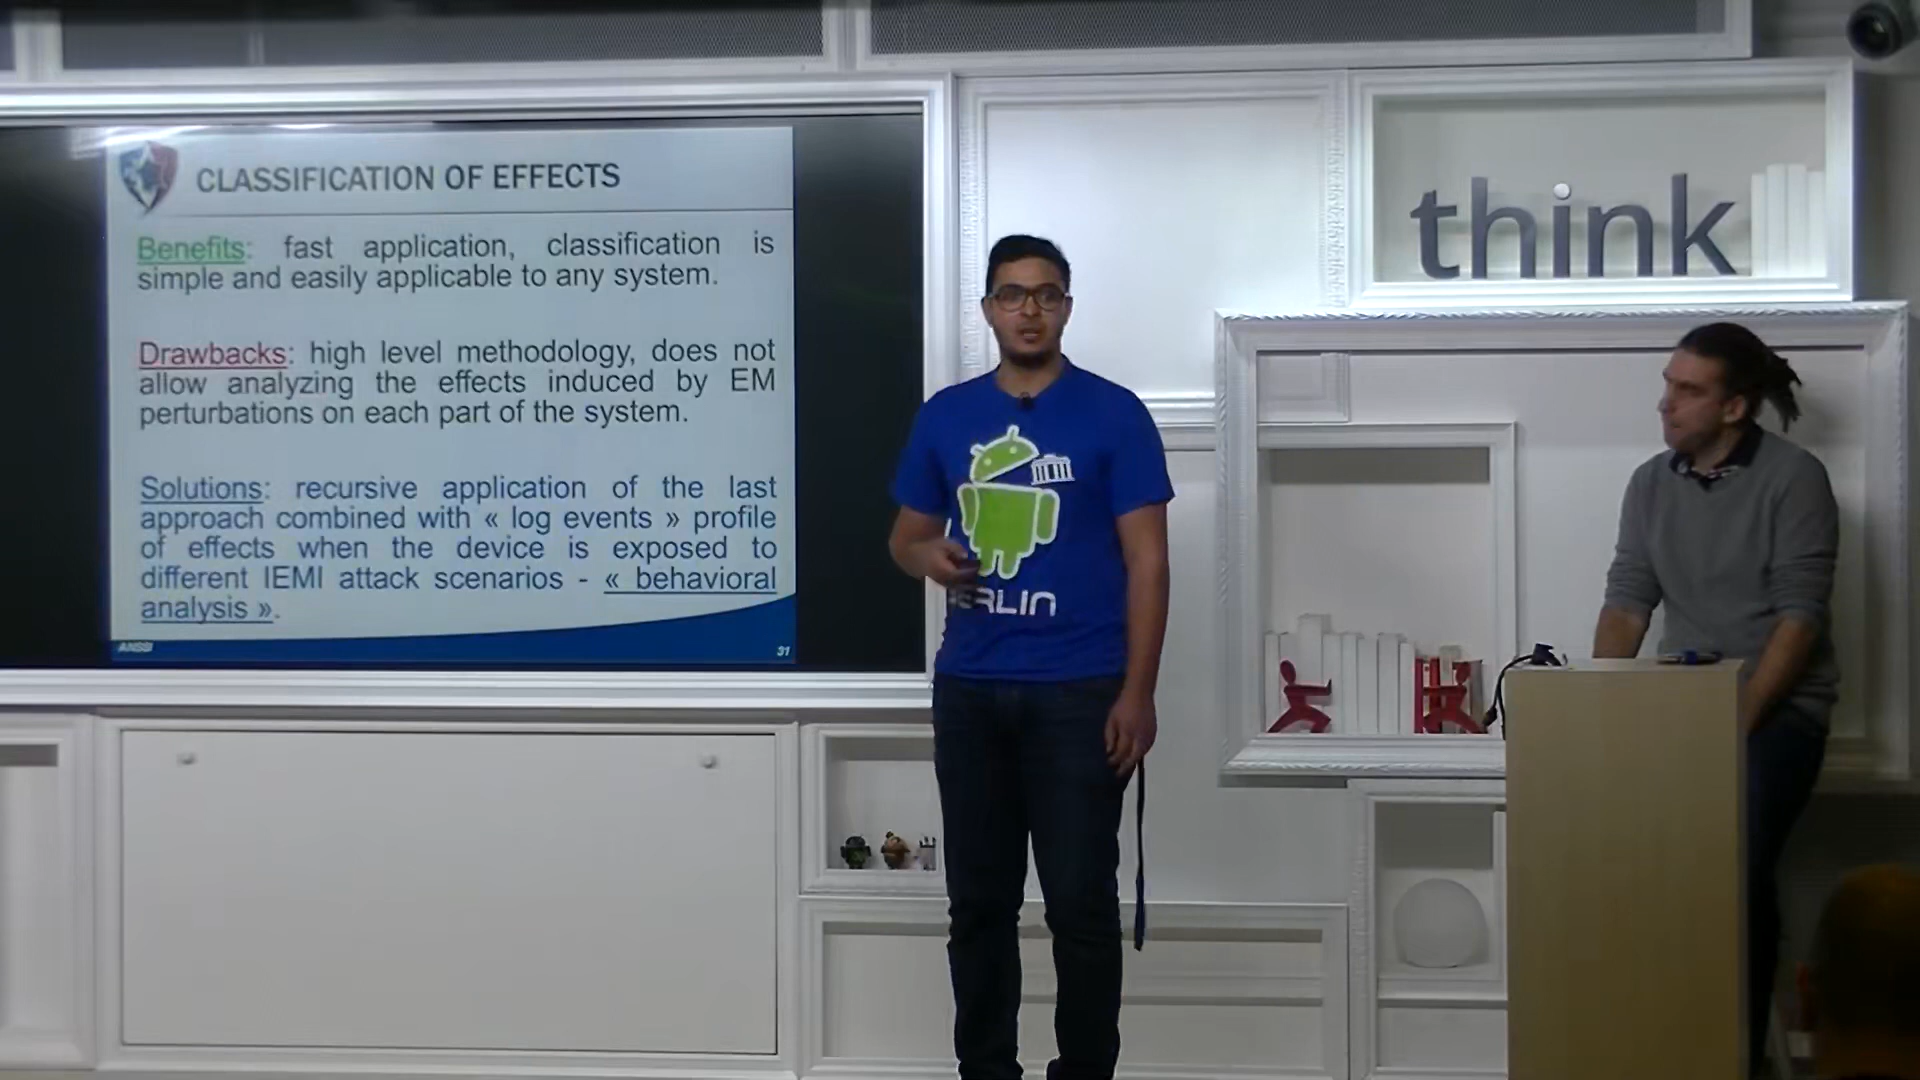 CLASSIFICATION OF EFFECTS
Benefits: fast application, classification is
simple and easily applicable to any system.
Drawbacks: high level methodology, does not
allow analyzing the effects induced by EM
perturbations on each part of the system.
Solutions: recursive application of the last
approach combined with « log events » profile
of effects when the device is exposed to
different IEMI attack scenarios - « behavioral
analysis ».
ANSSI
31
think
BERLIN